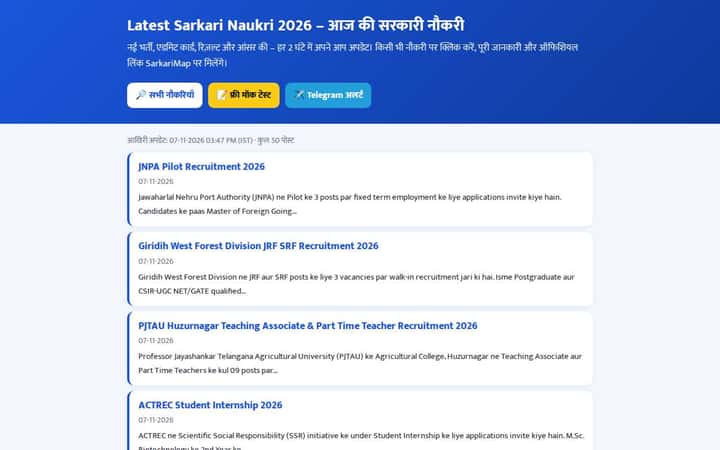 Latest Sarkari Naukri 2026 – आज की सरकारी नौकरी
नई भर्ती, एडमिट कार्ड, रिज़ल्ट और आंसर की – हर 2 घंटे में अपने आप अपडेट। किसी भी नौकरी पर क्लिक करें, पूरी जानकारी और ऑफिशियल
लिंक SarkariMap पर मिलेंगे।
🔎 सभी नौकरियाँ 📝 फ्री मॉक टेस्ट ✈️ Telegram अलर्ट
आखिरी अपडेट: 07-11-2026 03:47 PM (IST) · कुल 50 पोस्ट
JNPA Pilot Recruitment 2026
07-11-2026
Jawaharlal Nehru Port Authority (JNPA) ne Pilot ke 3 posts par fixed term employment ke liye applications invite kiye hain.
Candidates ke paas Master of Foreign Going...
Giridih West Forest Division JRF SRF Recruitment 2026
07-11-2026
Giridih West Forest Division ne JRF aur SRF posts ke liye 3 vacancies par walk-in recruitment jari ki hai. Isme Postgraduate aur
CSIR-UGC NET/GATE qualified...
PJTAU Huzurnagar Teaching Associate & Part Time Teacher Recruitment 2026
07-11-2026
Professor Jayashankar Telangana Agricultural University (PJTAU) ke Agricultural College, Huzurnagar ne Teaching Associate aur
Part Time Teachers ke kul 09 posts par...
ACTREC Student Internship 2026
07-11-2026
ACTREC ne Scientific Social Responsibility (SSR) initiative ke under Student Internship ke liye applications invite kiye hain. M.Sc.
Biotechnology ke 2nd Year ke